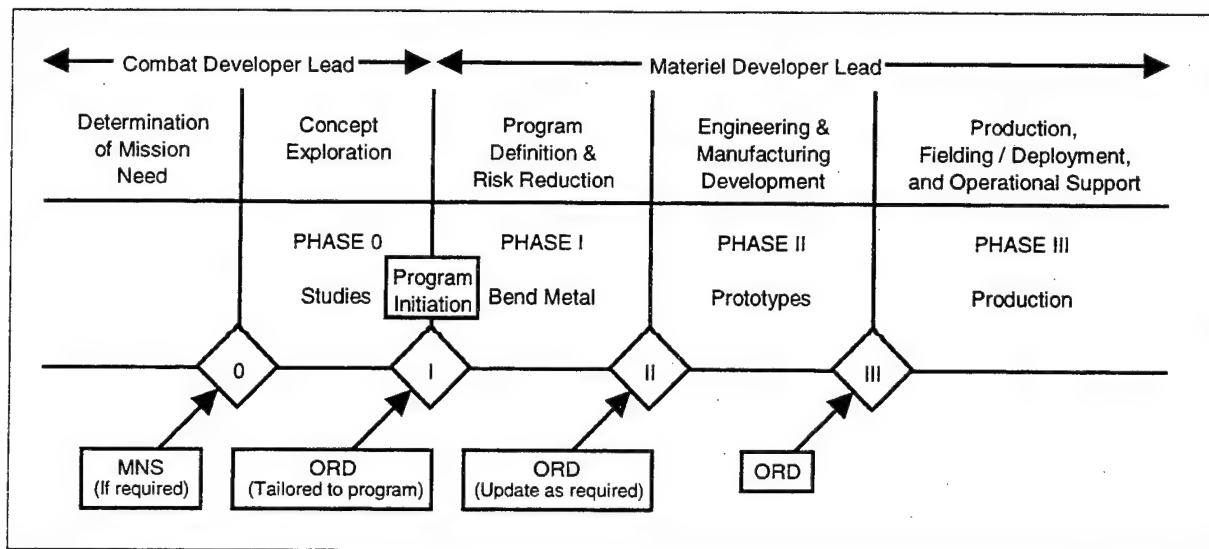 Combat Developer Lead
Materiel Developer Lead
Determination
of Mission
Need
Concept
Exploration
Program
Definition &
Risk Reduction
Engineering &
Manufacturing
Development
Production,
Fielding / Deployment,
and Operational Support
PHASE 0
PHASE I
PHASE II
PHASE III
Studies
Program
Initiation
Bend Metal
Prototypes
Production
0
I
II
III
MNS
(If required)
ORD
(Tailored to program)
ORD
(Update as required)
ORD